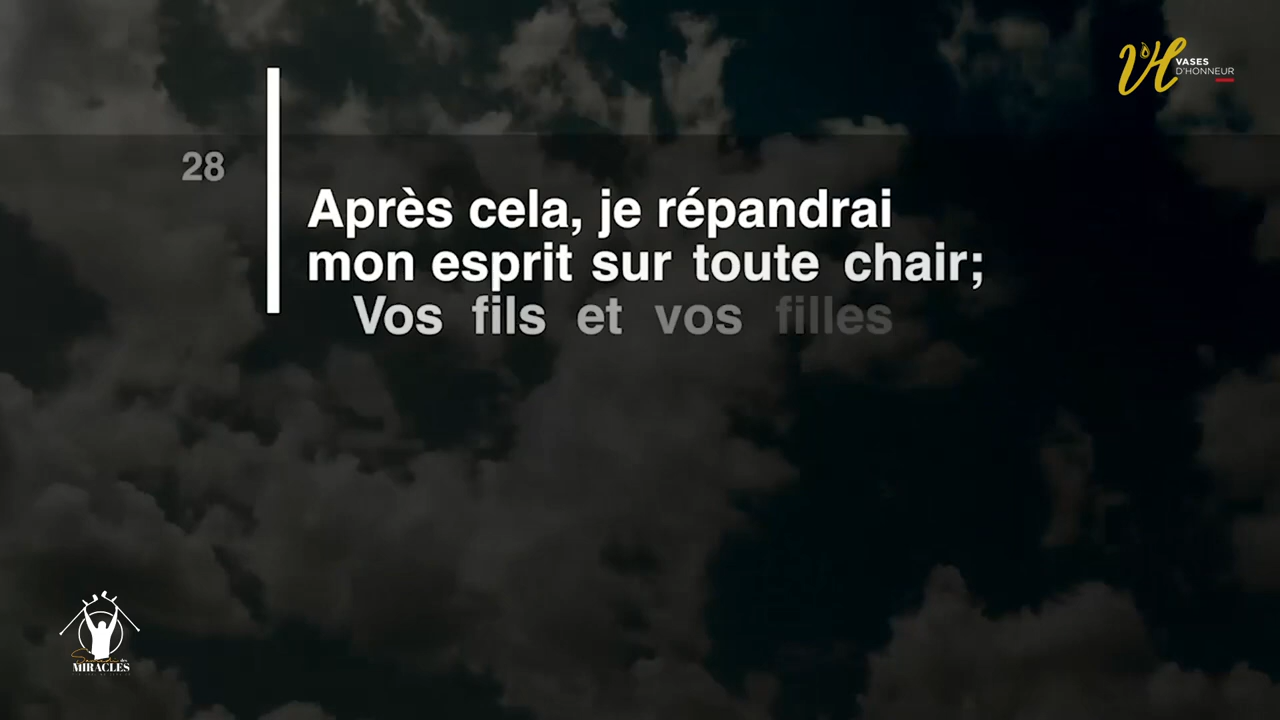 VASES
D'HONNEUR
28
Après cela, je répandrai
mon esprit sur toute chair;
Vos fils et vos filles
MIRACLES